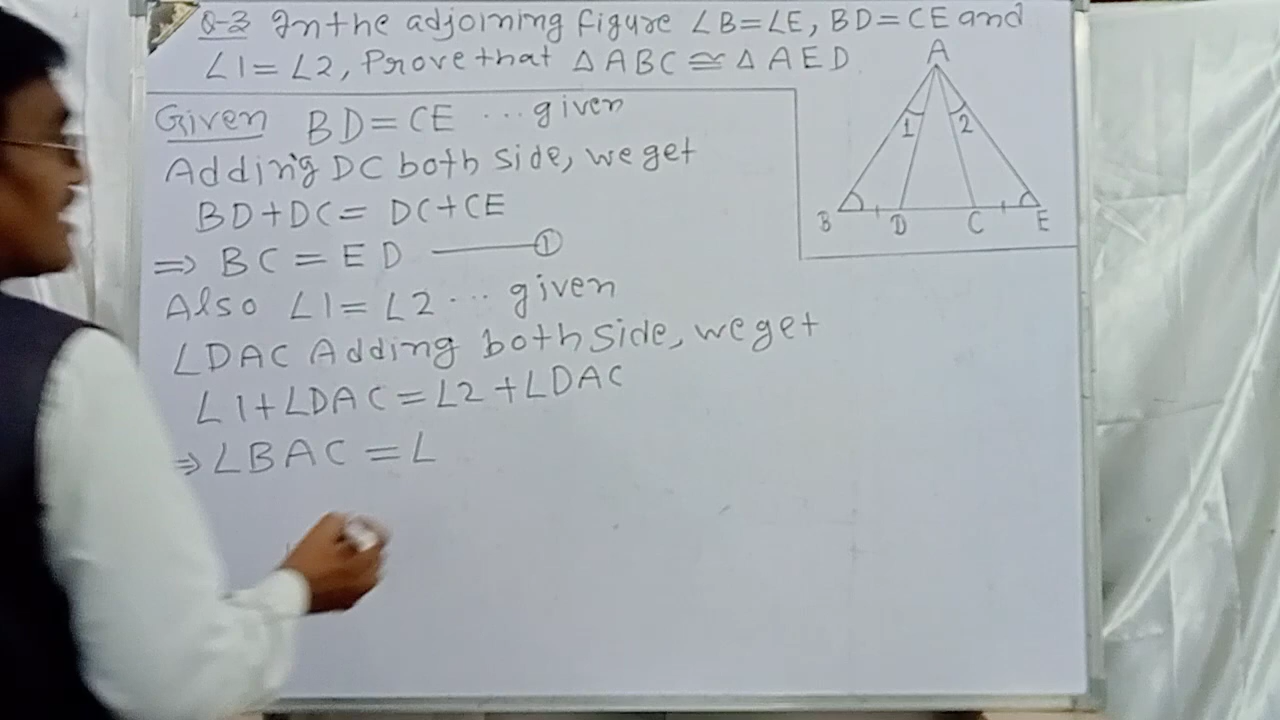 Q-3 In the adjoining figure ∠B=∠E, BD=CE and
∠1=∠2, Prove that △ABC≅△AED
A
1 2
B D C E
Given BD=CE ...given
Adding DC both side, we get
BD+DC=DC+CE
⇒ BC=ED ——— ①
Also ∠1=∠2... given
∠DAC Adding both side, we get
∠1+∠DAC=∠2+∠DAC
⇒ ∠BAC=∠